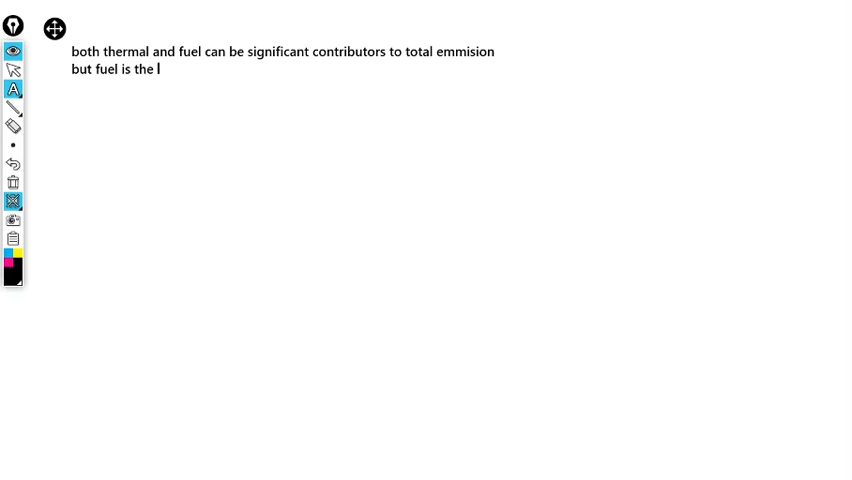 both thermal and fuel can be significant contributors to total emmision
but fuel is the